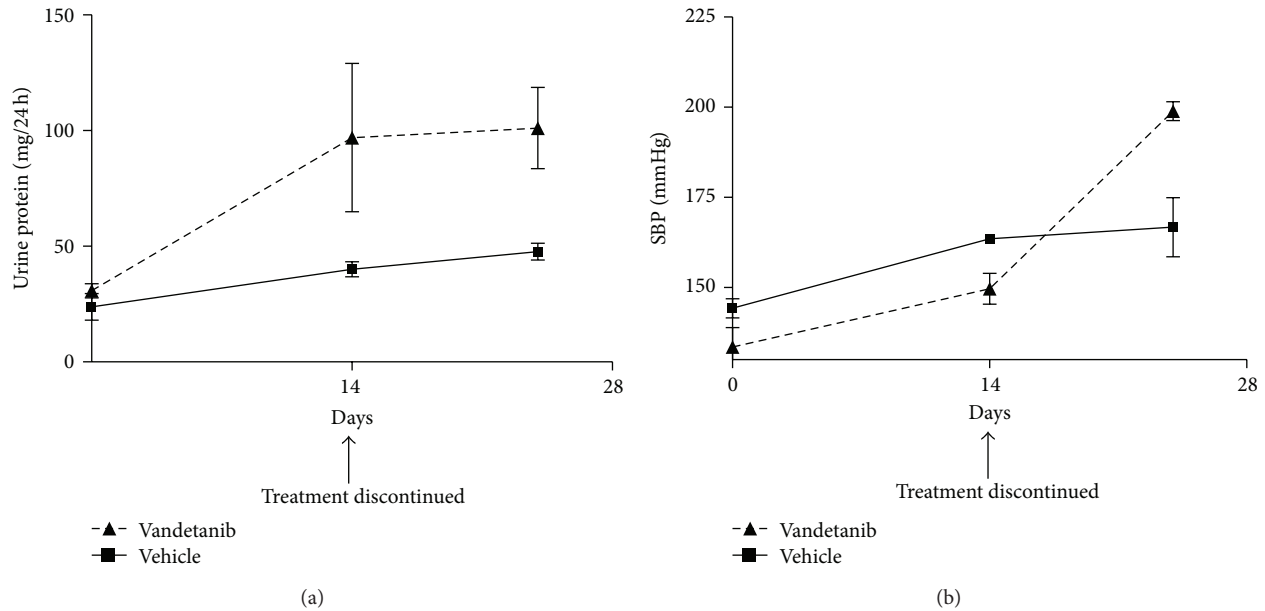 150
100
50
0
Urine protein (mg/24 h)
14
28
Days
Treatment discontinued
Vandetanib
Vehicle
(a)
225
200
175
150
SBP (mmHg)
0
14
28
Days
Treatment discontinued
Vandetanib
Vehicle
(b)